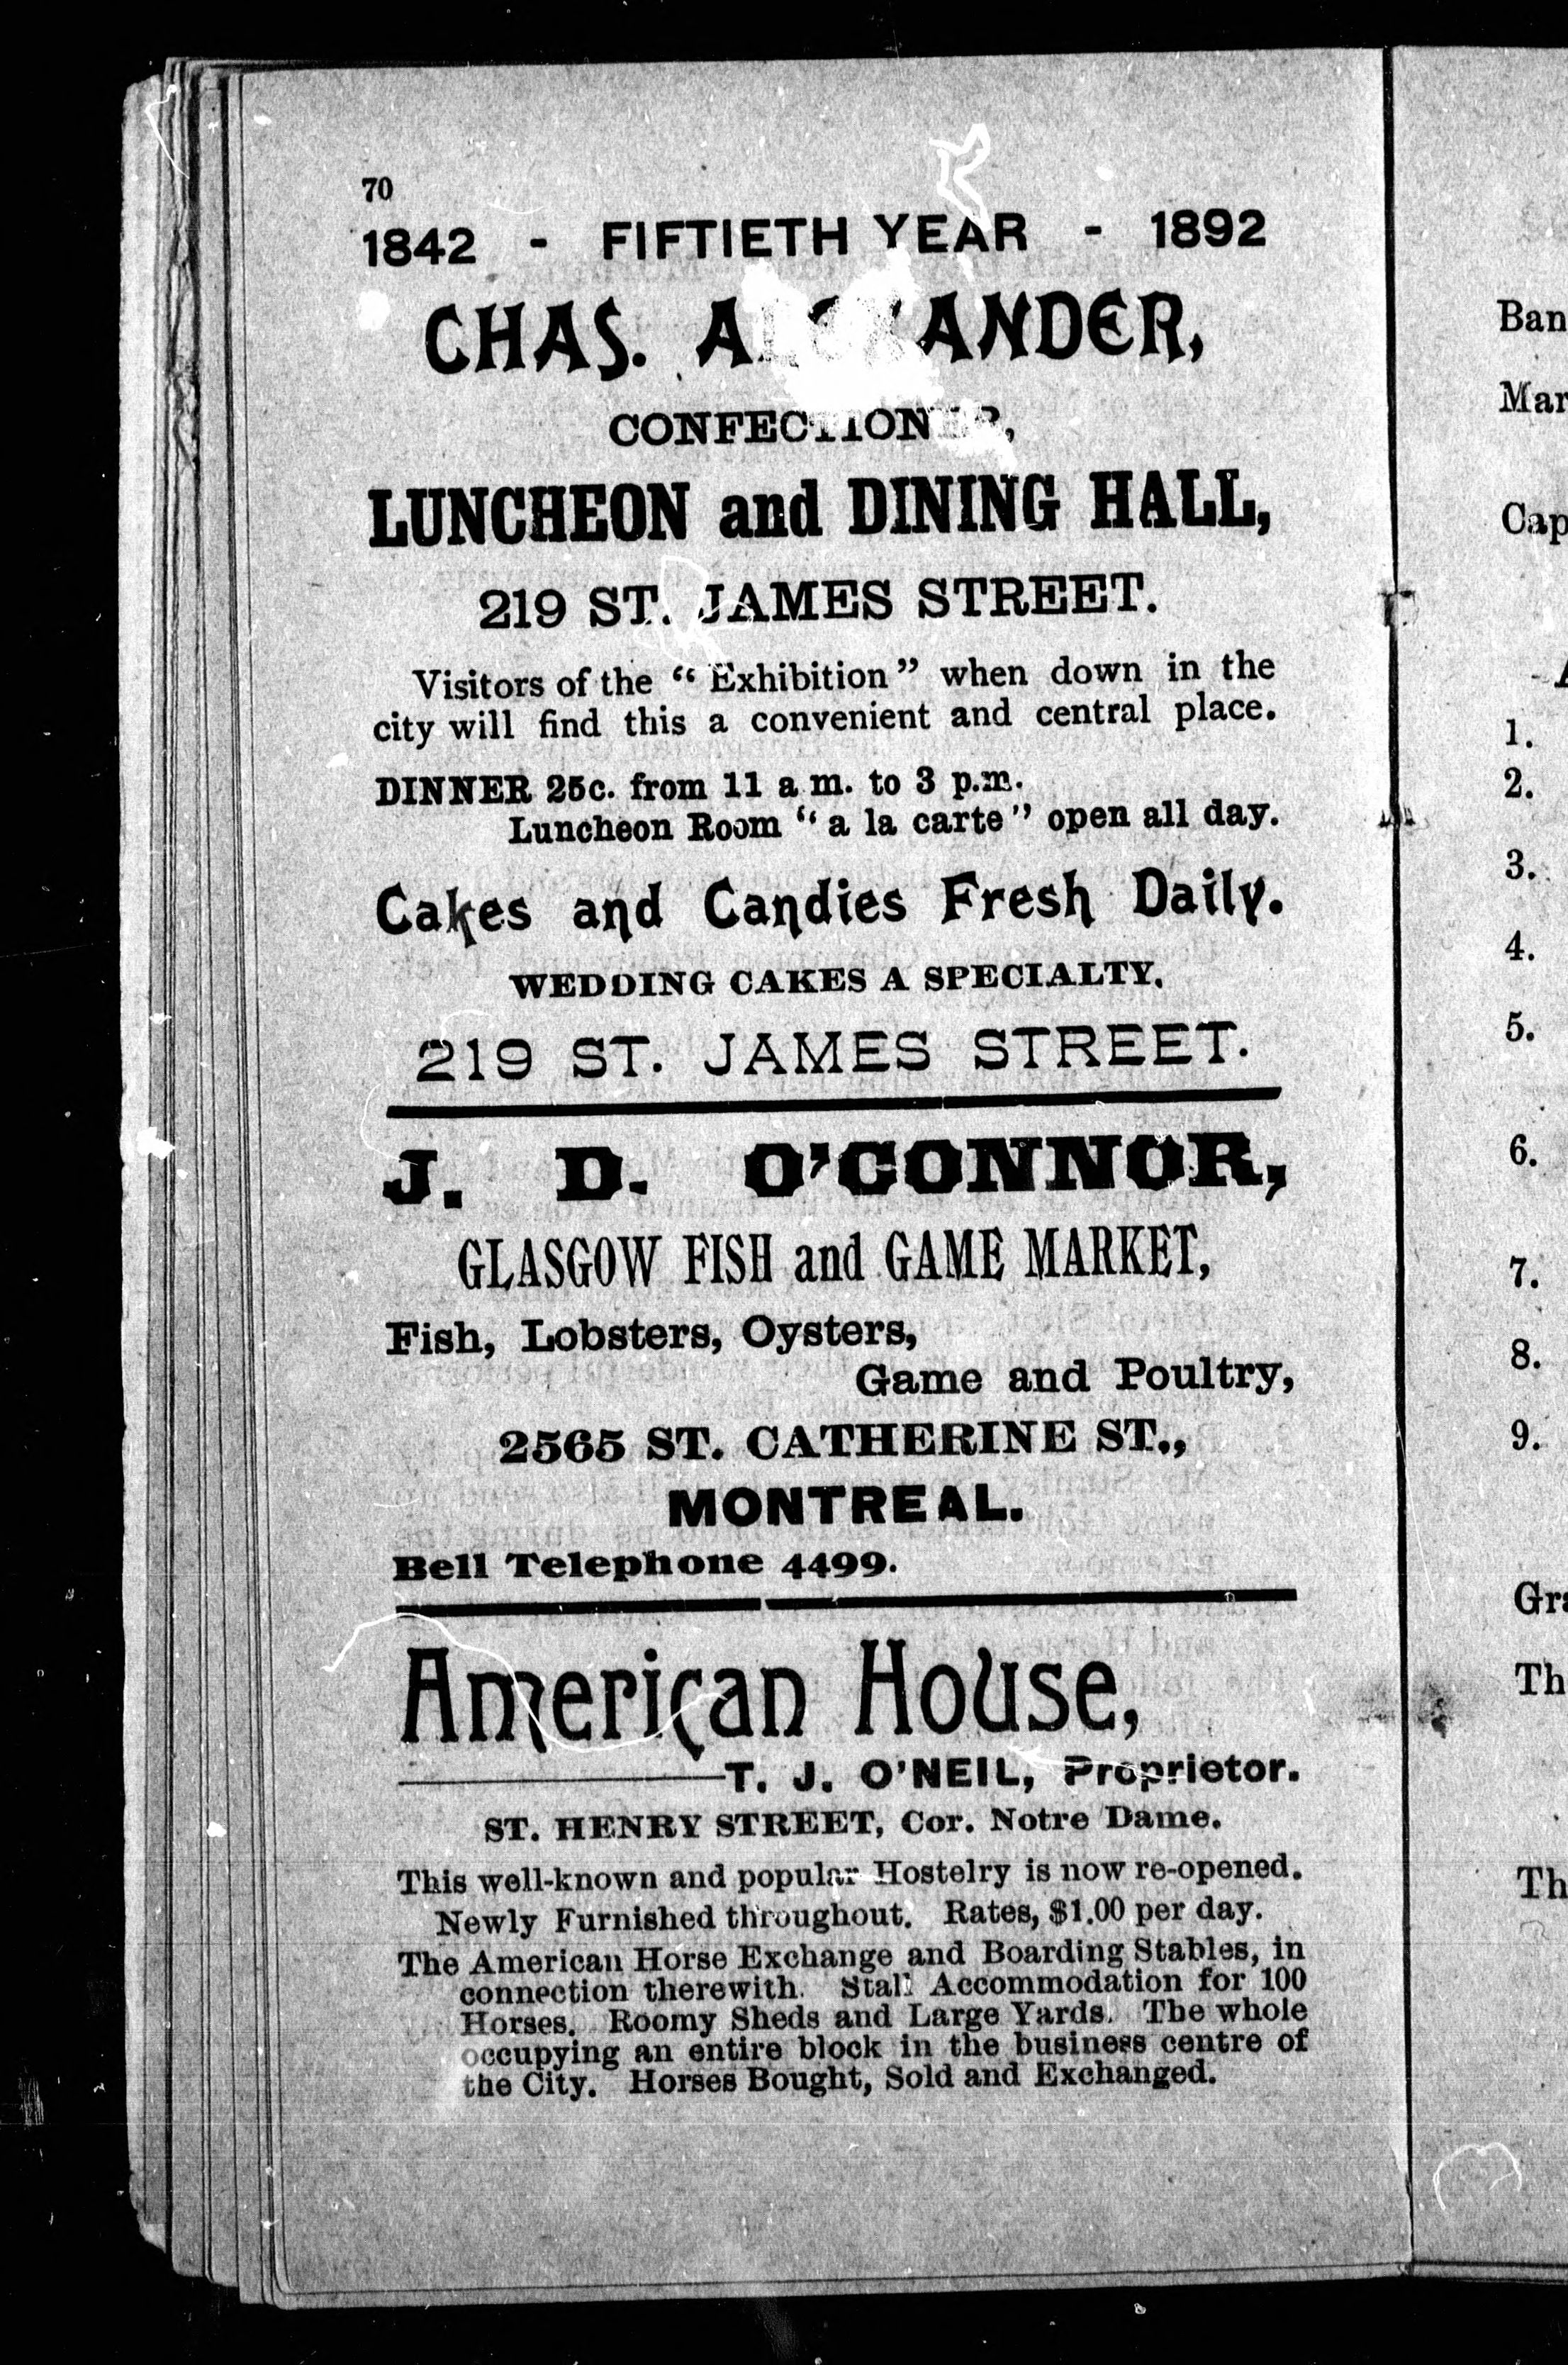 70
1842 - FIFTIETH YEAR - 1892
CHAS. ALEXANDER,
CONFECTIONER,
LUNCHEON and DINING HALL,
219 ST. JAMES STREET.
Visitors of the “ Exhibition ” when down in the
city will find this a convenient and central place.
DINNER 25c. from 11 a m. to 3 p.m.
Luncheon Room “ a la carte ” open all day.
Cakes and Candies Fresh Daily.
WEDDING CAKES A SPECIALTY.
219 ST. JAMES STREET.
J. D. O'CONNOR,
GLASGOW FISH and GAME MARKET,
Fish, Lobsters, Oysters,
Game and Poultry,
2565 ST. CATHERINE ST.,
MONTREAL.
Bell Telephone 4499.
American House,
T. J. O'NEIL, Proprietor.
ST. HENRY STREET, Cor. Notre Dame.
This well-known and popular Hostelry is now re-opened.
Newly Furnished throughout. Rates, $1.00 per day.
The American Horse Exchange and Boarding Stables, in
connection therewith. Stall Accommodation for 100
Horses. Roomy Sheds and Large Yards. The whole
occupying an entire block in the business centre of
the City. Horses Bought, Sold and Exchanged.
1.
2.
3.
4.
5.
6.
7.
8.
9.